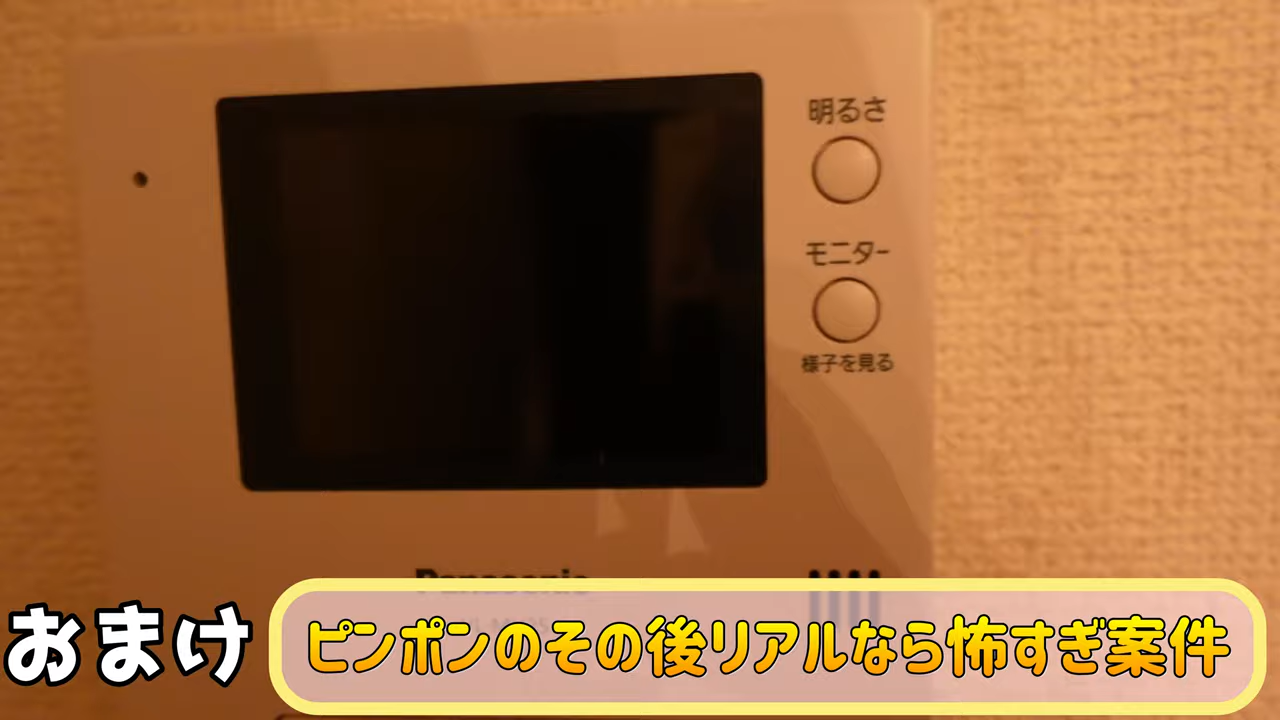 明るさ
モニター
様子を見る
Panasonic
おまけ
ピンポンのその後リアルなら怖すぎ案件